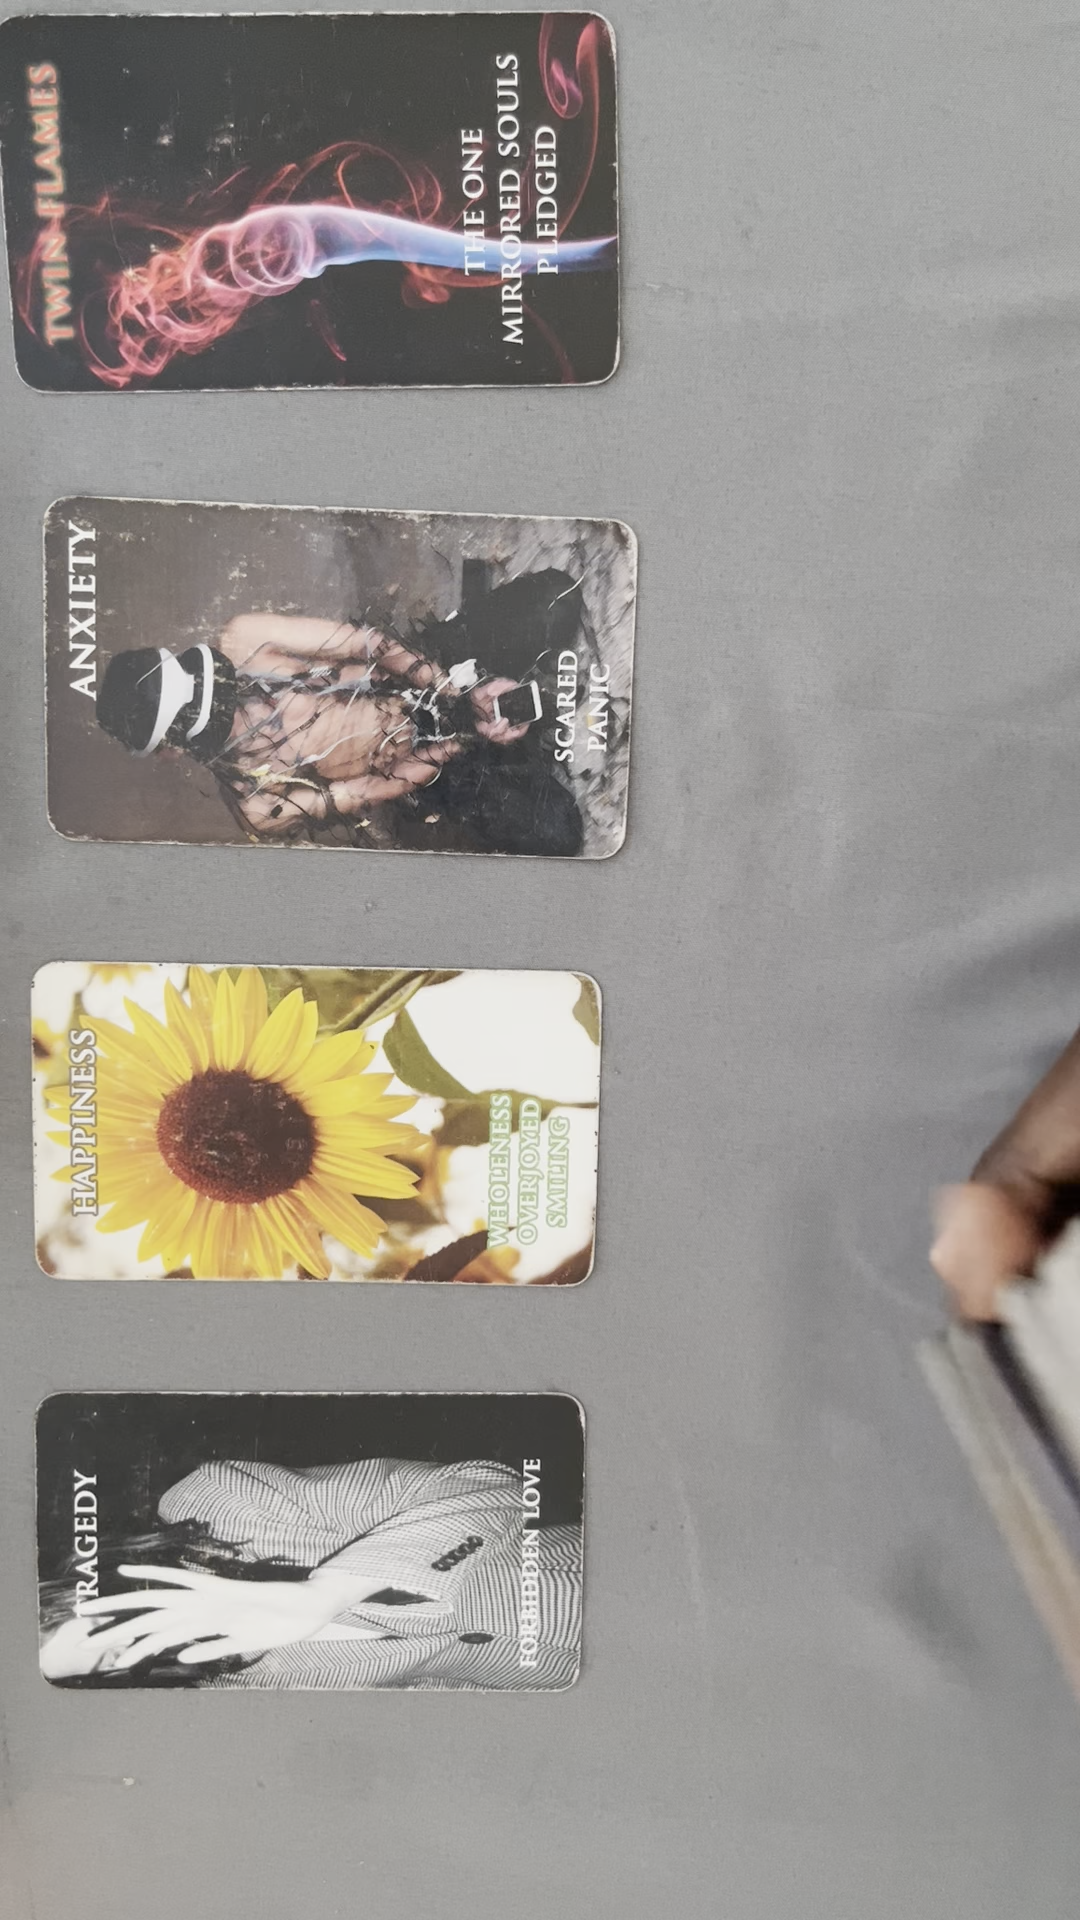 TRAGEDY
FORBIDDEN LOVE
HAPPINESS
WHOLENESS
OVERJOYED
SMILING
ANXIETY
SCARED
PANIC
TWIN-FLAMES
THE ONE
MIRRORED SOULS
PLEDGED